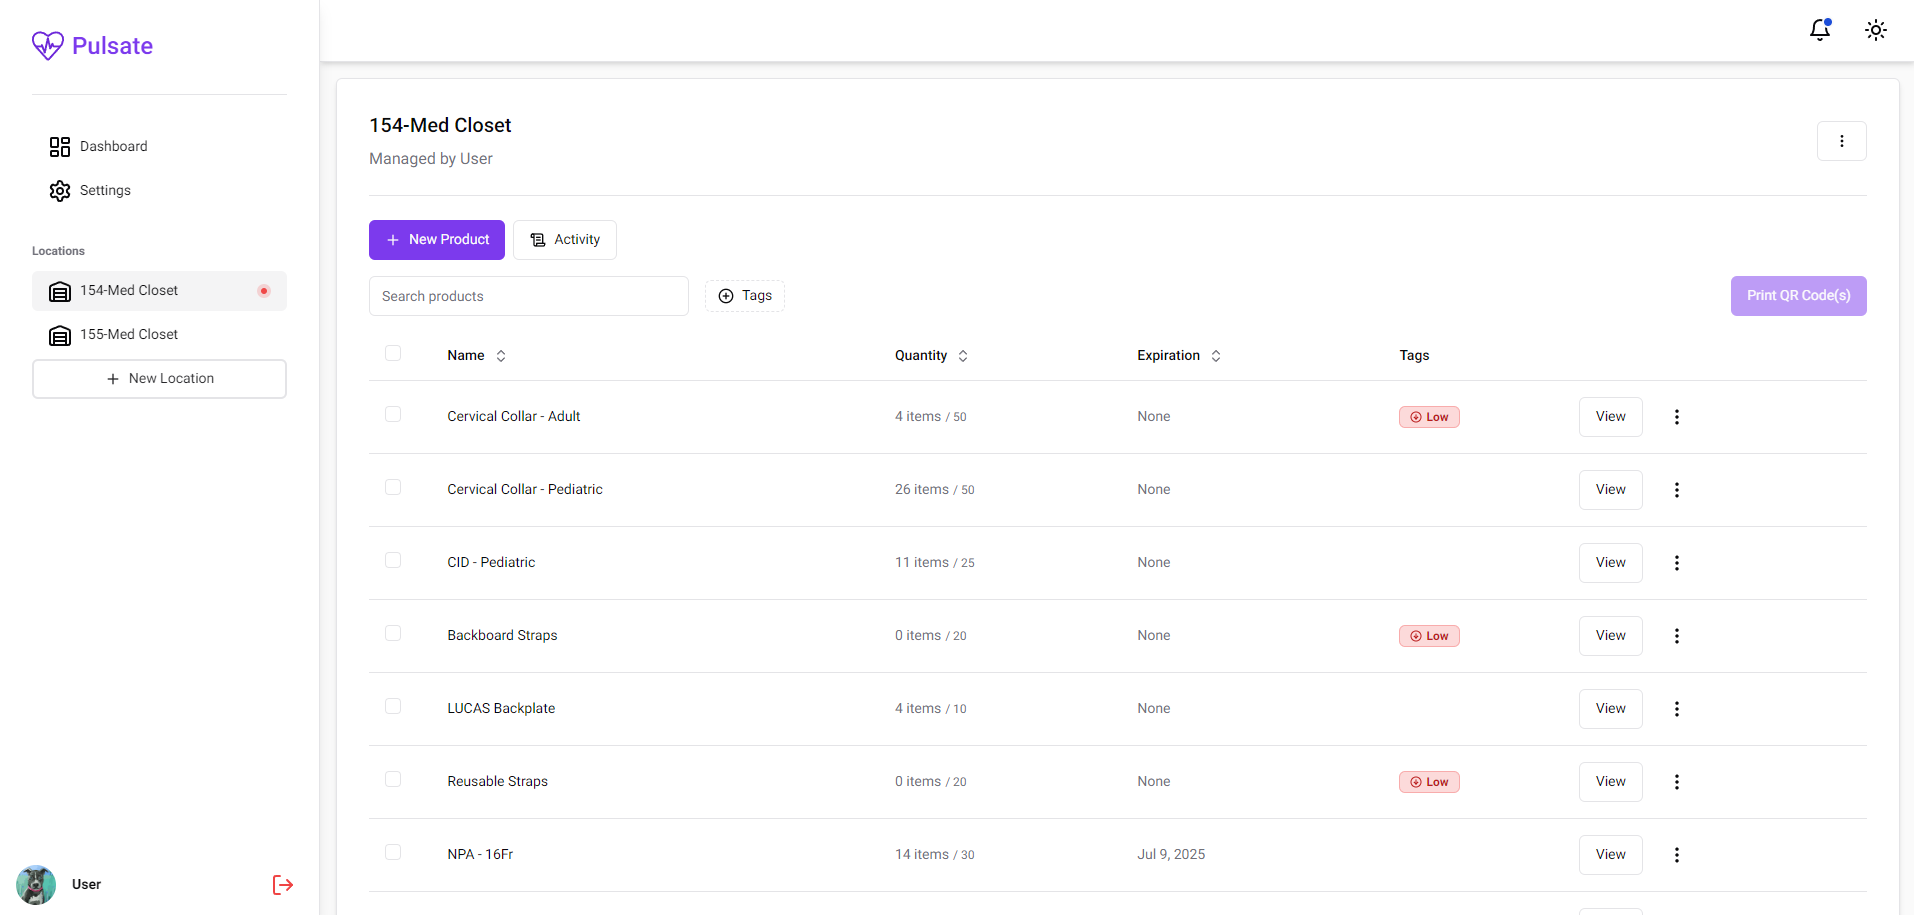 Pulsate
Dashboard
Settings
Locations
154-Med Closet
155-Med Closet
New Location
User
154-Med Closet
Managed by User
New Product
Activity
Search products
Tags
Print QR Code(s)
Name Quantity Expiration Tags
Cervical Collar - Adult 4 items / 50 None Low View
Cervical Collar - Pediatric 26 items / 50 None View
CID - Pediatric 11 items / 25 None View
Backboard Straps 0 items / 20 None Low View
LUCAS Backplate 4 items / 10 None View
Reusable Straps 0 items / 20 None Low View
NPA - 16Fr 14 items / 30 Jul 9, 2025 View